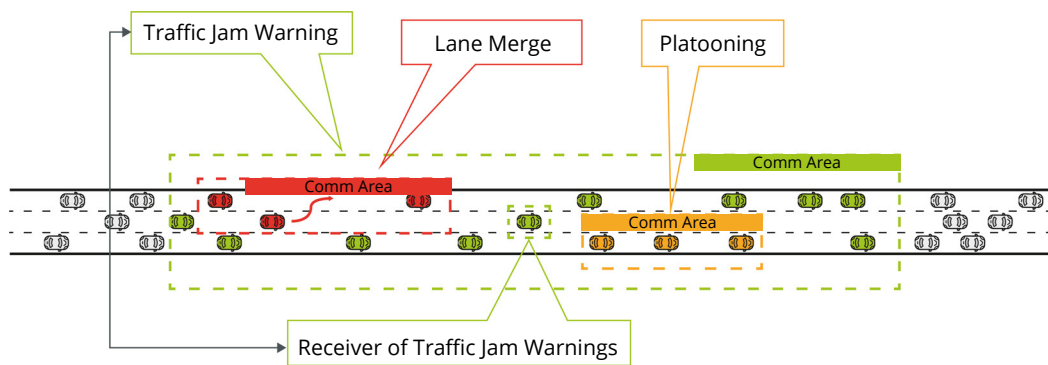 Traffic Jam Warning
Lane Merge
Platooning
Comm Area
Comm Area
Comm Area
Receiver of Traffic Jam Warnings